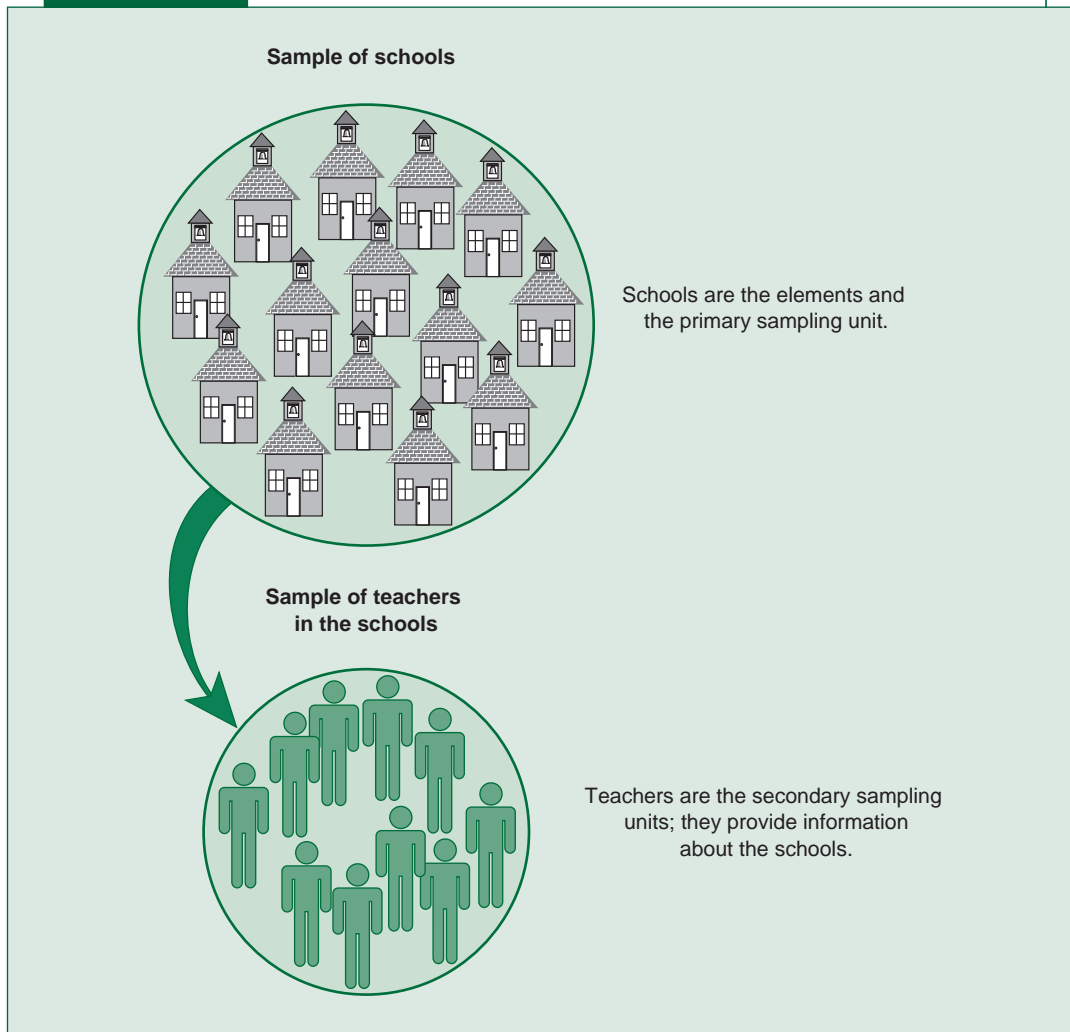 Sample of schools
Schools are the elements and
the primary sampling unit.
Sample of teachers
in the schools
Teachers are the secondary sampling
units; they provide information
about the schools.